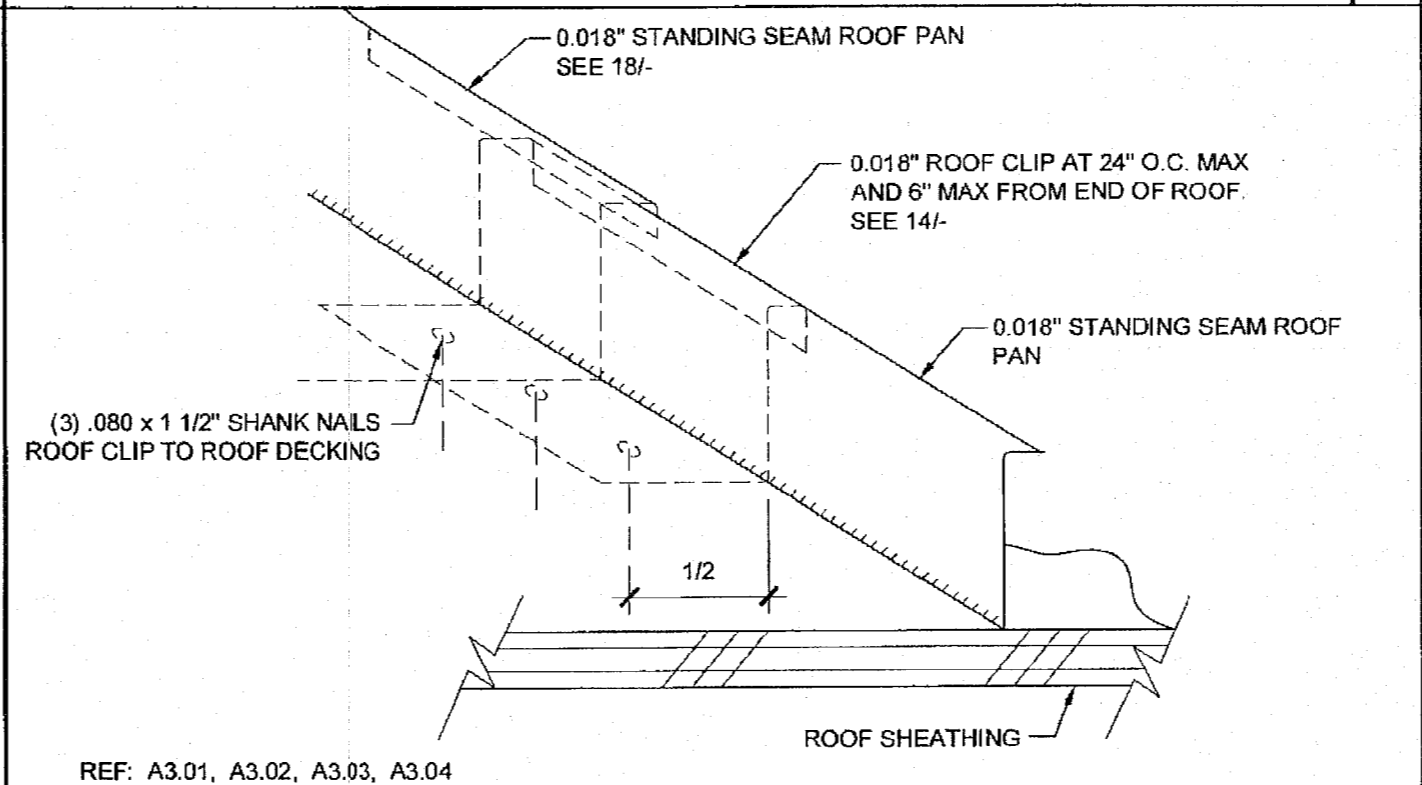 0.018" STANDING SEAM ROOF PAN
SEE 18/-
0.018" ROOF CLIP AT 24" O.C. MAX
AND 6" MAX FROM END OF ROOF.
SEE 14/-
0.018" STANDING SEAM ROOF
PAN
(3) .080 x 1 1/2" SHANK NAILS
ROOF CLIP TO ROOF DECKING
1/2
ROOF SHEATHING
REF: A3.01, A3.02, A3.03, A3.04